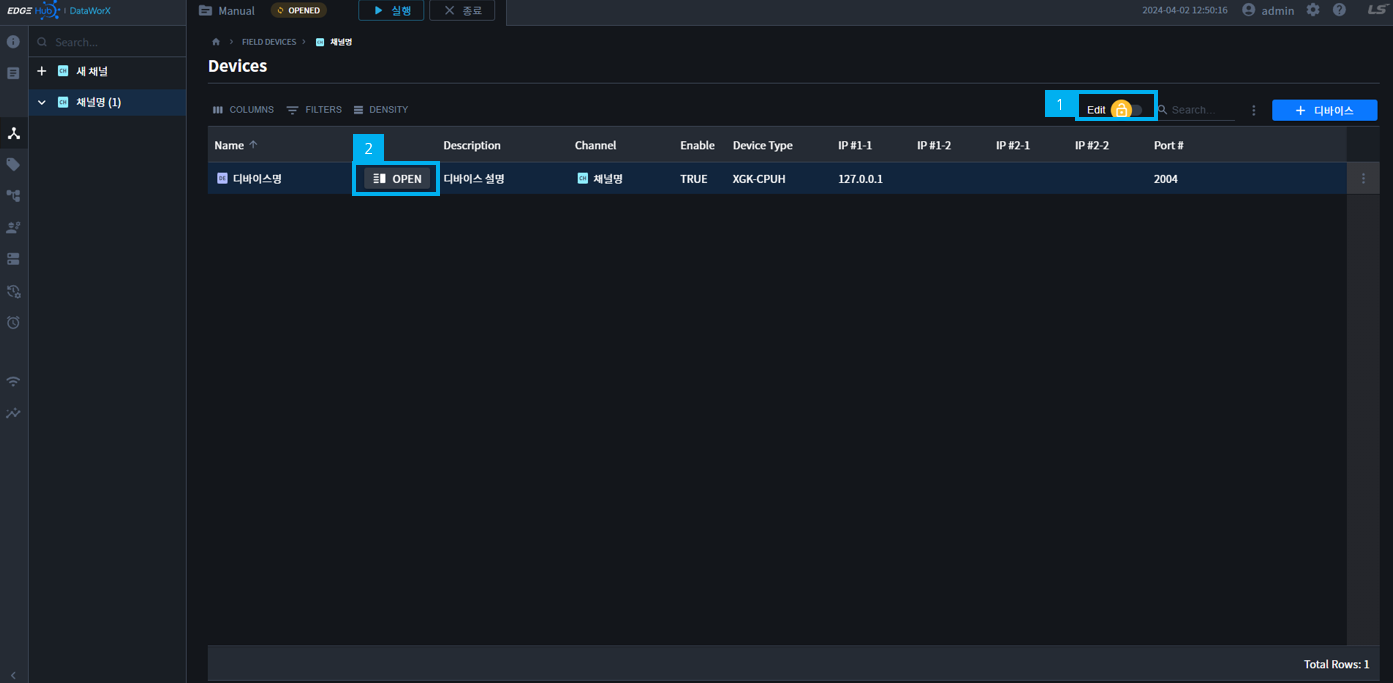 EDGE Hub | DataWorX
Manual
OPENED
실행
종료
2024-04-02 12:50:16
admin
LS
Search...
FIELD DEVICES
CH 채널명
Devices
CH 새 채널
CH 채널명 (1)
COLUMNS
FILTERS
DENSITY
1
Edit
Search...
+ 디바이스
2
Name
Description
Channel
Enable
Device Type
IP #1-1
IP #1-2
IP #2-1
IP #2-2
Port #
DE 디바이스명
OPEN
디바이스 설명
CH 채널명
TRUE
XGK-CPUH
127.0.0.1
2004
Total Rows: 1